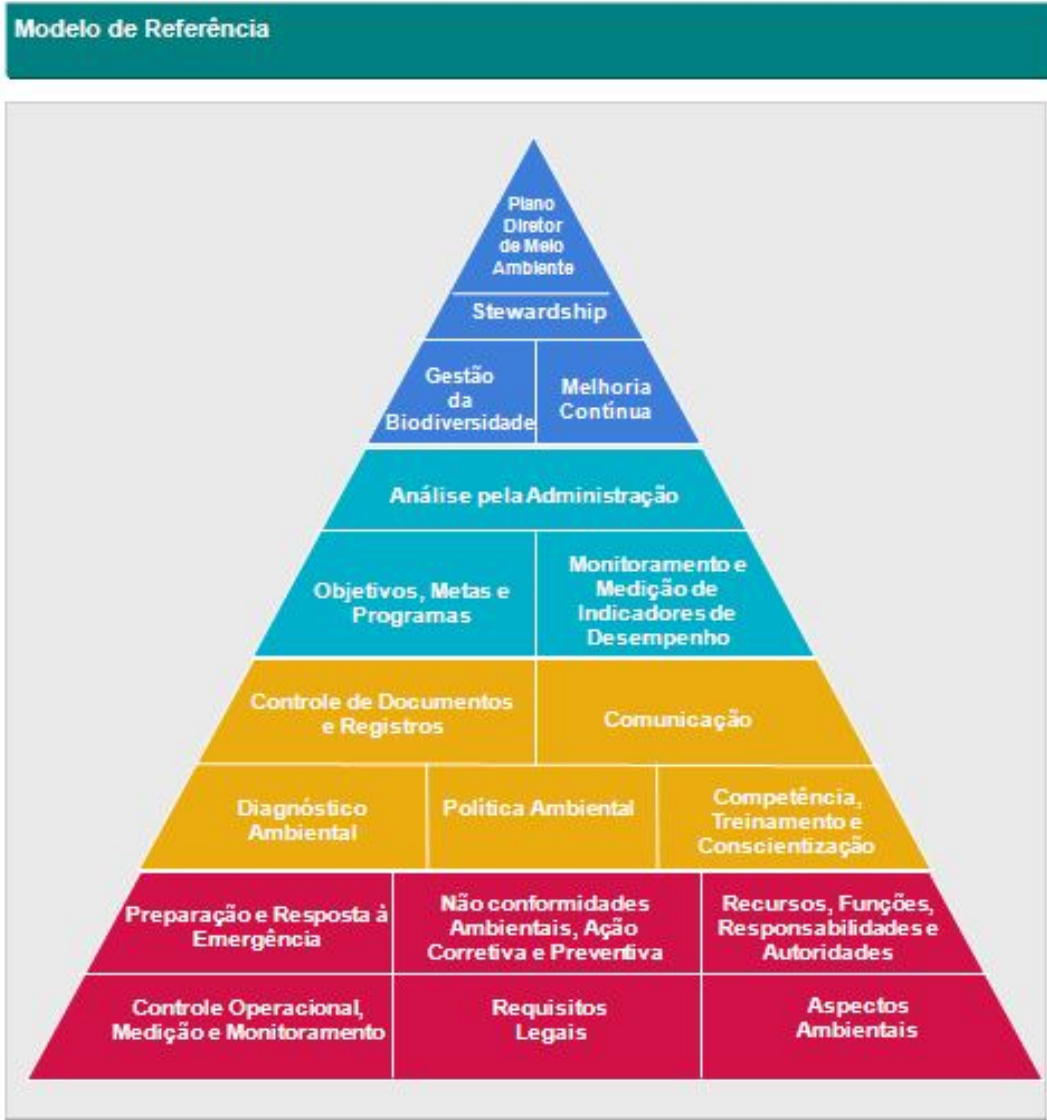 Modelo de Referência
Plano
Diretor
de Meio
Ambiente
Stewardship
Gestão
da
Biodiversidade
Melhoria
Contínua
Análise pela Administração
Objetivos, Metas e
Programas
Monitoramento e
Medição de
Indicadores de
Desempenho
Controle de Documentos
e Registros
Comunicação
Diagnóstico
Ambiental
Política Ambiental
Competência,
Treinamento e
Conscientização
Preparação e Resposta à
Emergência
Não conformidades
Ambientais, Ação
Corretiva e Preventiva
Recursos, Funções,
Responsabilidades e
Autoridades
Controle Operacional,
Medição e Monitoramento
Requisitos
Legais
Aspectos
Ambientais